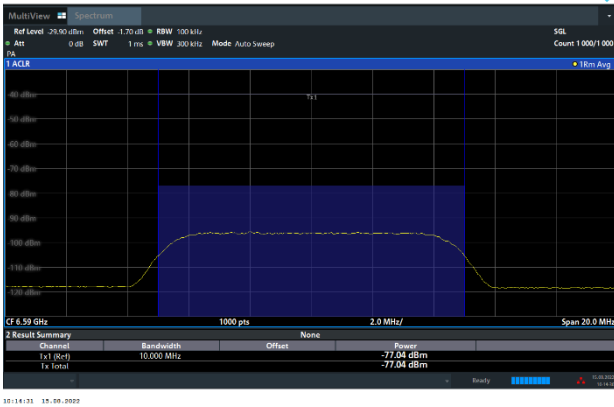 MultiView Spectrum
Ref Level -29.90 dBm Offset -1.70 dB RBW 100 kHz SGL
Att 0 dB SWT 1 ms VBW 300 kHz Mode Auto Sweep Count 1000/1000
PA
1 ACLR 1Rm Avg
-40 dBm
Tx1
-50 dBm
-60 dBm
-70 dBm
-80 dBm
-90 dBm
-100 dBm
-110 dBm
-120 dBm
CF 6.59 GHz 1000 pts 2.0 MHz/ Span 20.0 MHz
2 Result Summary None
Channel Bandwidth Offset Power
Tx1 (Ref) 10.000 MHz -77.04 dBm
Tx Total -77.04 dBm
Ready 15.08.2022
10:14:31 15.08.2022